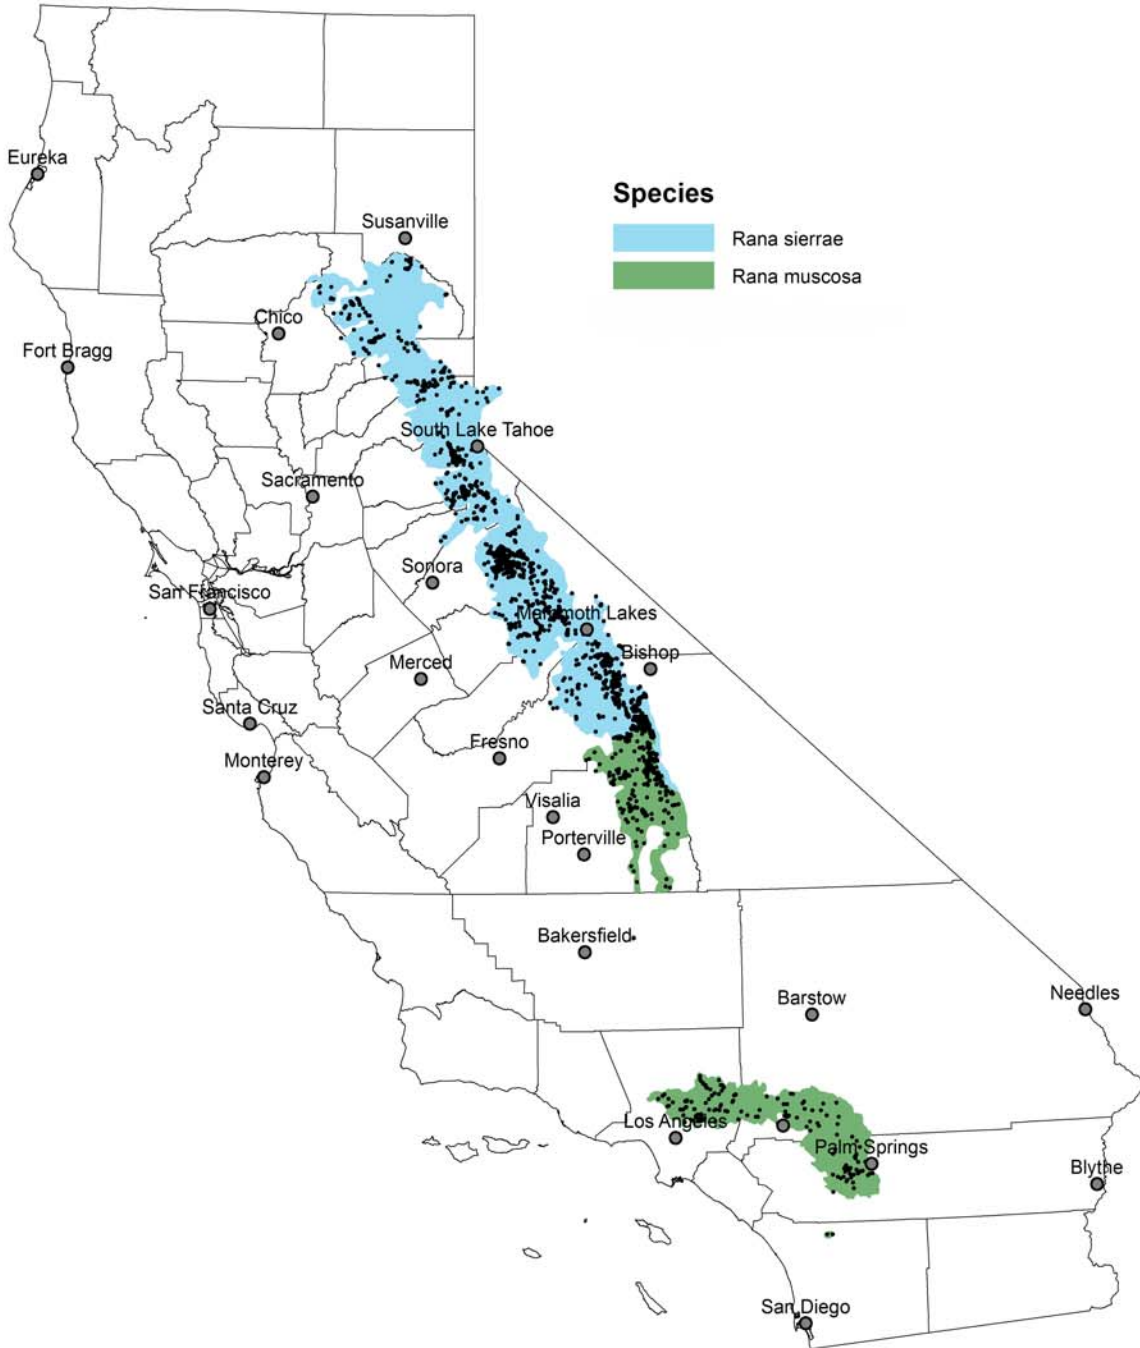 Eureka
Species
Susanville
Rana sierrae
Rana muscosa
Chico
Fort Bragg
South Lake Tahoe
Sacramento
Sonora
San Francisco
Mammoth Lakes
Bishop
Merced
Santa Cruz
Fresno
Monterey
Visalia
Porterville
Bakersfield
Barstow
Needles
Los Angeles
Palm Springs
Blythe
San Diego